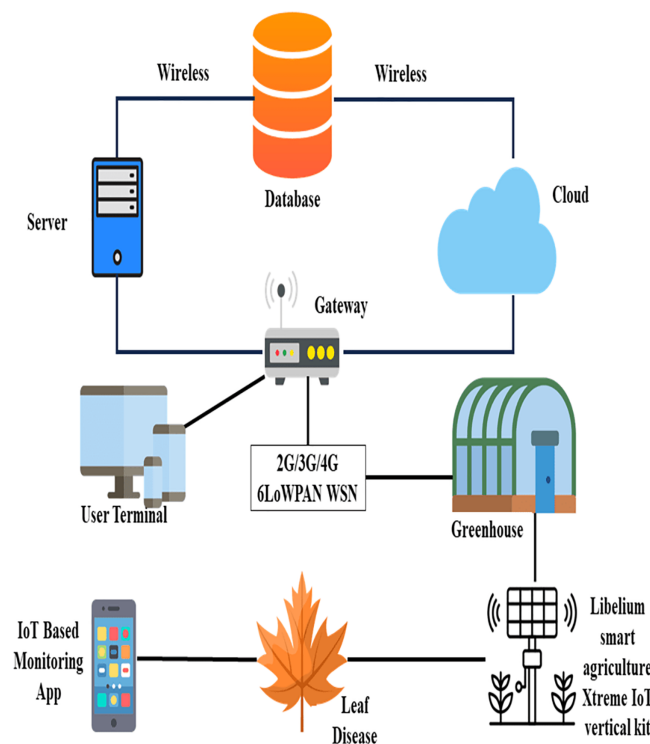 Wireless
Wireless
Database
Server
Cloud
Gateway
2G/3G/4G
6LoWPAN WSN
User Terminal
Greenhouse
IoT Based
Monitoring
App
Leaf
Disease
Libelium
smart
agriculture
Xtreme IoT
vertical kit